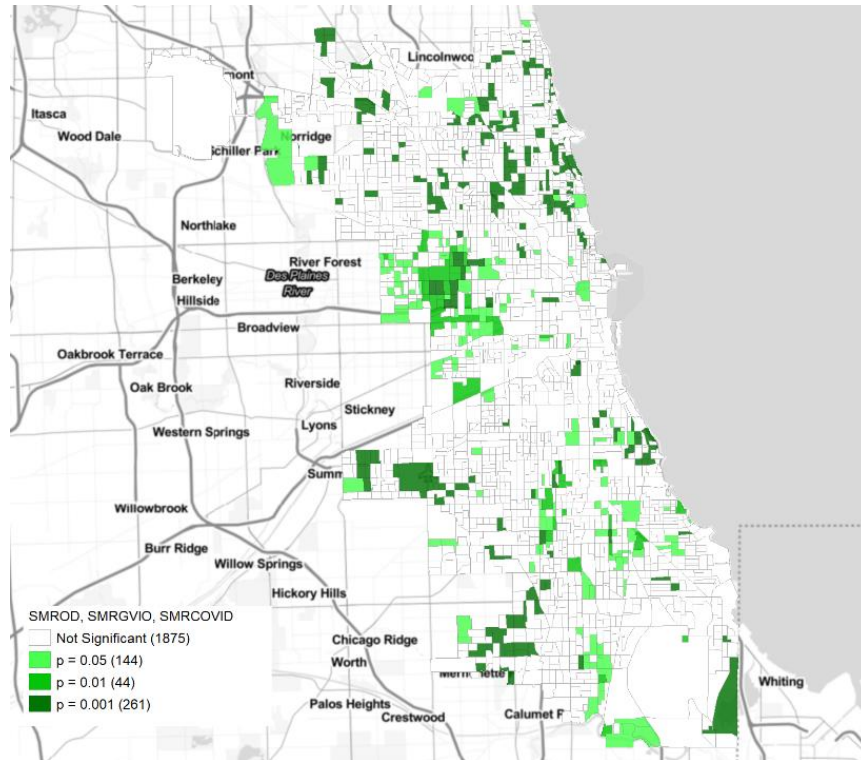 Lincolnwoo
mont
Itasca
Wood Dale
Norridge
chiller Park
Northlake
River Forest
Des Plaines
River
Berkeley
Hillside
Broadview
Oakbrook Terrace
Oak Brook
Riverside
Stickney
Lyons
Western Springs
Summ
Willowbrook
Burr Ridge
Willow Springs
Hickory Hills
SMROD, SMRGVIO, SMRCOVID
Not Significant (1875)
p = 0.05 (144)
p = 0.01 (44)
p = 0.001 (261)
Chicago Ridge
Worth
Whiting
Palos Heights
Crestwood
Calumet